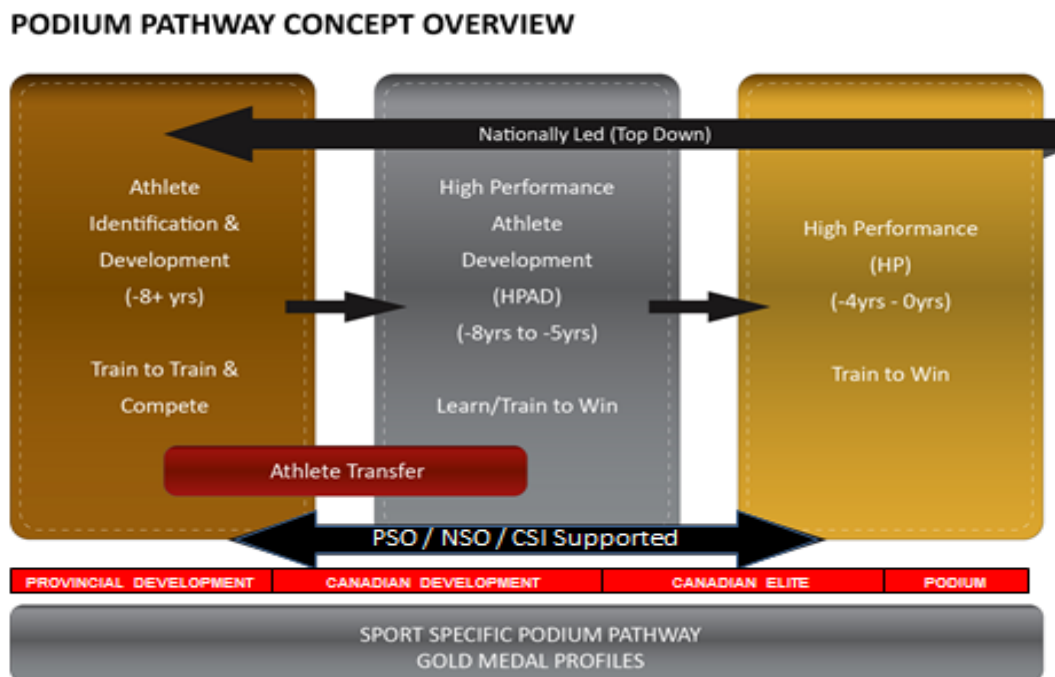 PODIUM PATHWAY CONCEPT OVERVIEW
Nationally Led (Top Down)
Athlete
Identification &
Development
(-8+ yrs)
Train to Train &
Compete
High Performance
Athlete
Development
(HPAD)
(-8yrs to -5yrs)
Learn/Train to Win
High Performance
(HP)
(-4yrs - 0yrs)
Train to Win
Athlete Transfer
PSO / NSO / CSI Supported
PROVINCIAL DEVELOPMENT
CANADIAN DEVELOPMENT
CANADIAN ELITE
PODIUM
SPORT SPECIFIC PODIUM PATHWAY
GOLD MEDAL PROFILES